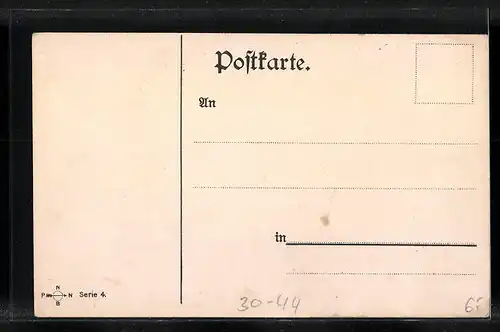 Postkarte.
An
in
N
P N Serie 4.
B
30-44